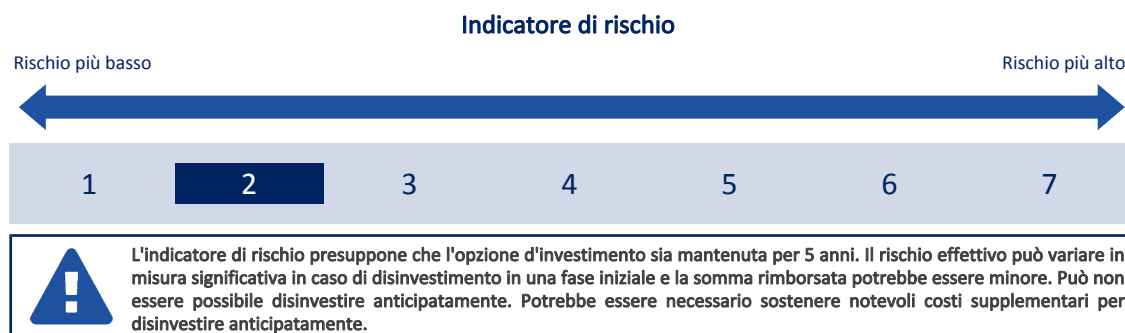 Indicatore di rischio
Rischio più basso
Rischio più alto
1 2 3 4 5 6 7
L'indicatore di rischio presuppone che l'opzione d'investimento sia mantenuta per 5 anni. Il rischio effettivo può variare in
misura significativa in caso di disinvestimento in una fase iniziale e la somma rimborsata potrebbe essere minore. Può non
essere possibile disinvestire anticipatamente. Potrebbe essere necessario sostenere notevoli costi supplementari per
disinvestire anticipatamente.